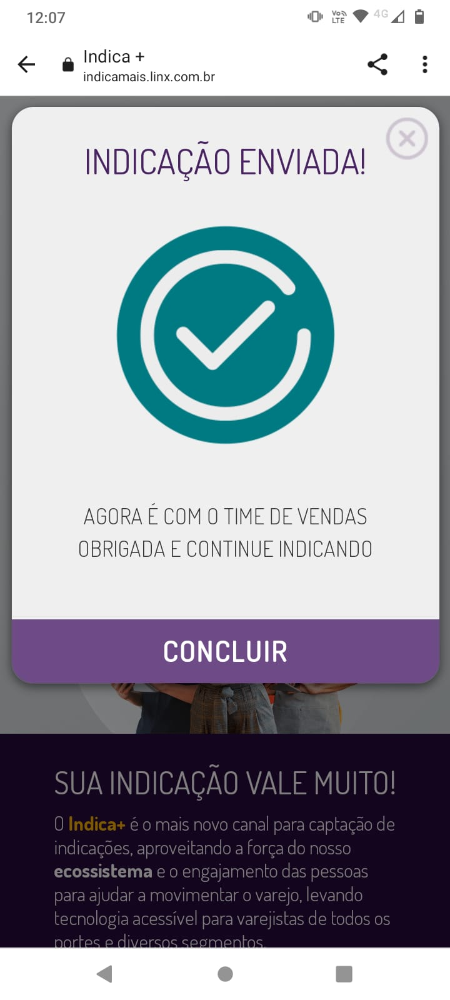 12:07
Vo))
LTE
4G
Indica +
indicamais.linx.com.br
INDICAÇÃO ENVIADA!
AGORA É COM O TIME DE VENDAS
OBRIGADA E CONTINUE INDICANDO
CONCLUIR
SUA INDICAÇÃO VALE MUITO!
O Indica+ é o mais novo canal para captação de
indicações, aproveitando a força do nosso
ecossistema e o engajamento das pessoas
para ajudar a movimentar o varejo, levando
tecnologia acessível para varejistas de todos os
portes e diversos segmentos.